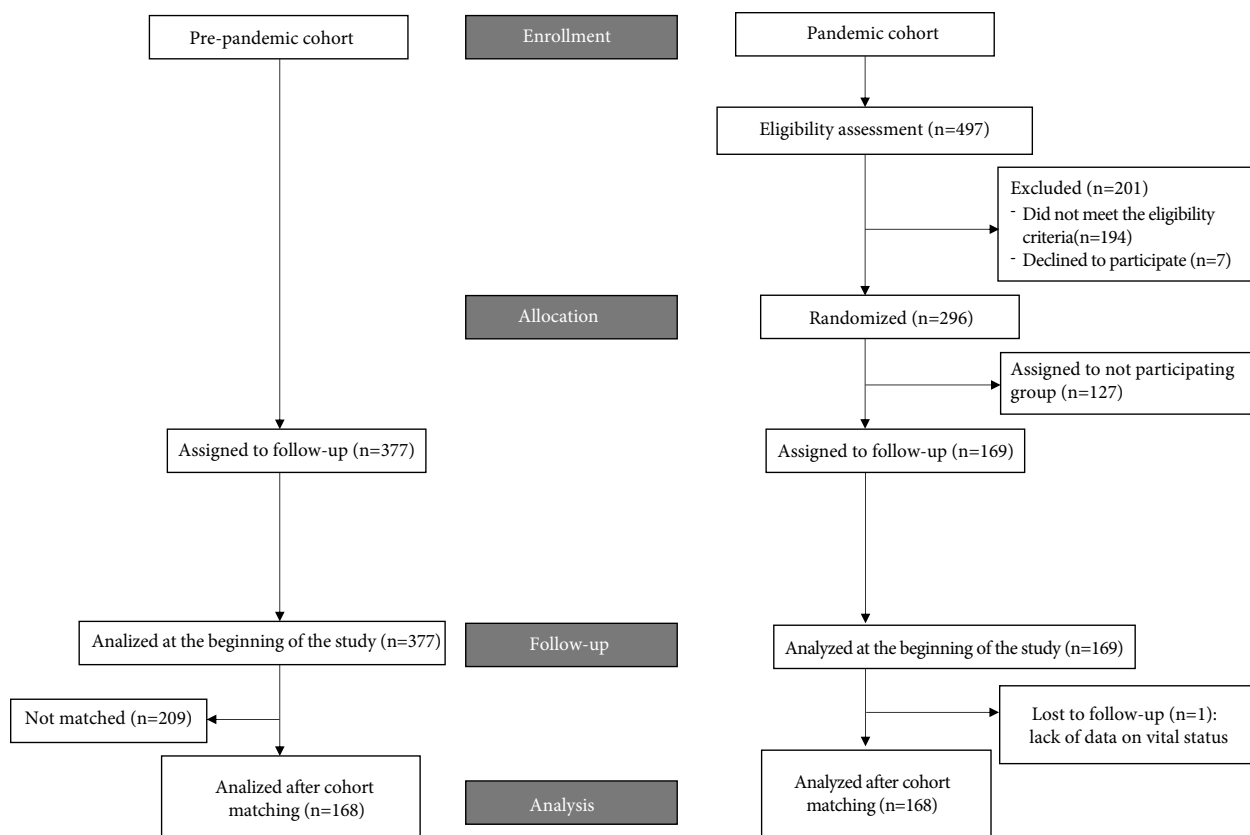 Pre-pandemic cohort
Enrollment
Pandemic cohort
Eligibility assessment (n=497)
Excluded (n=201)
- Did not meet the eligibility
criteria(n=194)
- Declined to participate (n=7)
Allocation
Randomized (n=296)
Assigned to not participating
group (n=127)
Assigned to follow-up (n=377)
Assigned to follow-up (n=169)
Analized at the beginning of the study (n=377)
Follow-up
Analyzed at the beginning of the study (n=169)
Not matched (n=209)
Lost to follow-up (n=1):
lack of data on vital status
Analized after cohort
matching (n=168)
Analysis
Analyzed after cohort
matching (n=168)